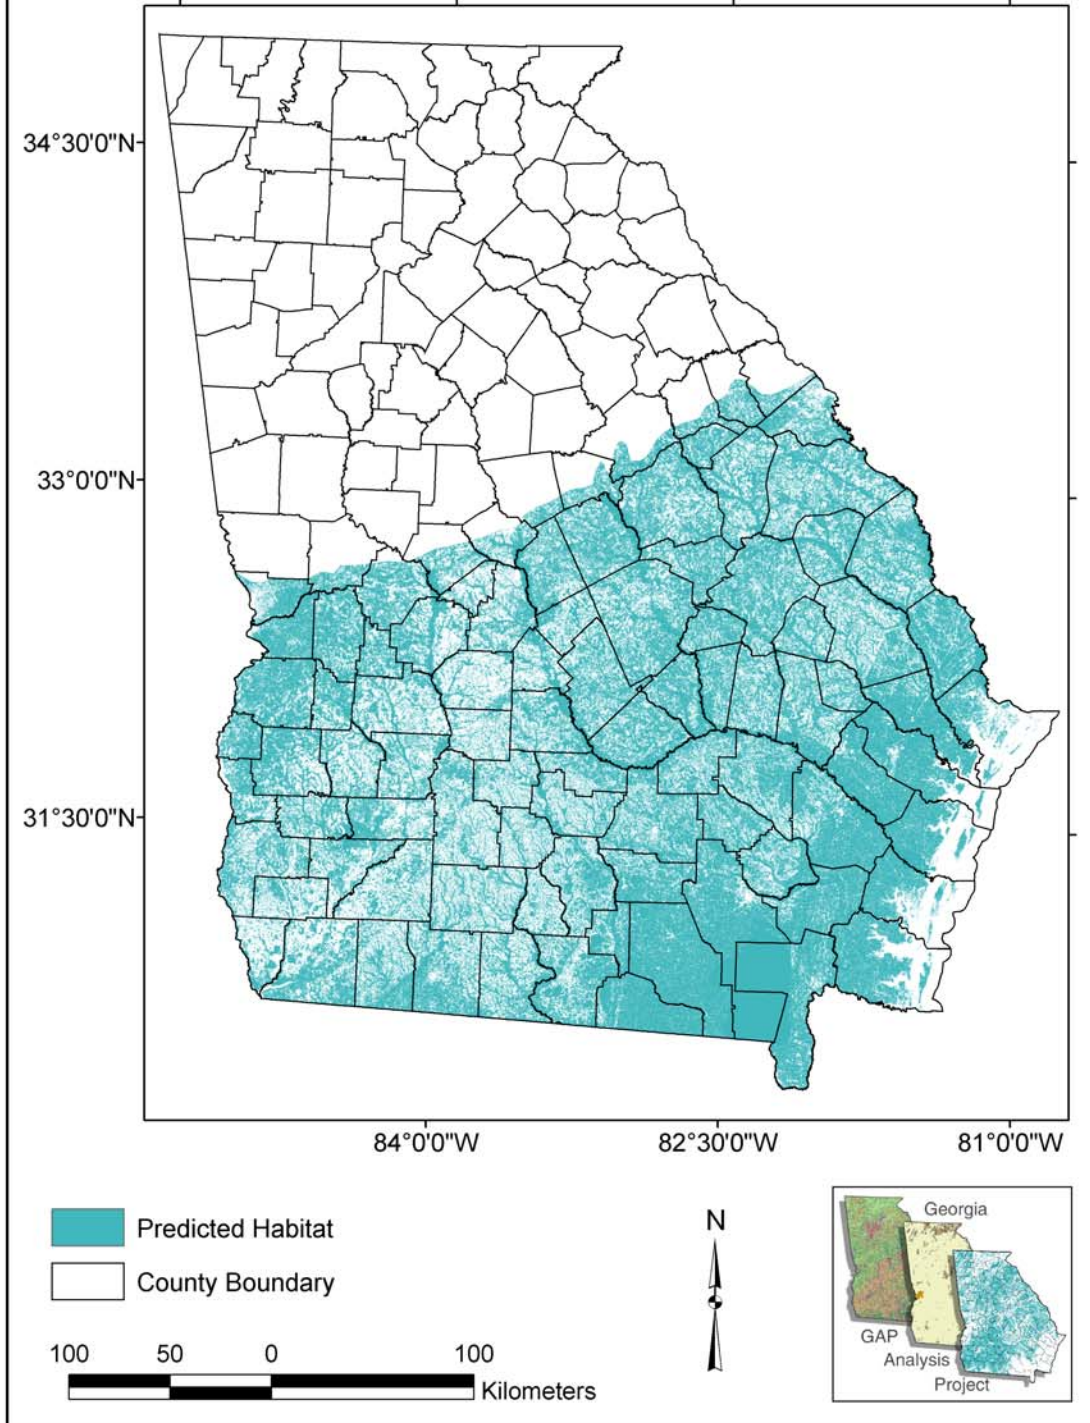 34°30'0"N
33°0'0"N
31°30'0"N
84°0'0"W 82°30'0"W 81°0'0"W
Predicted Habitat
County Boundary
N
100 50 0 100
Kilometers
Georgia
GAP
Analysis
Project